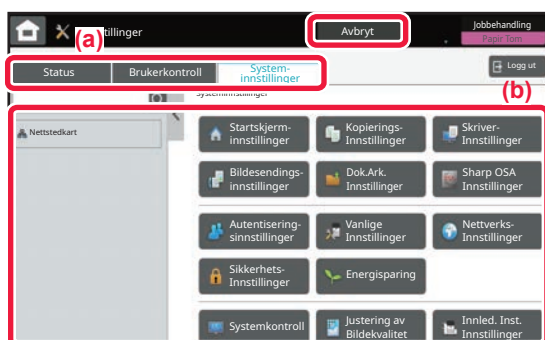 Jobbehandling
tillinger
Avbryt
Papir Tom
(a)
Status
Brukerkontroll
System-
innstillinger
Logg ut
(b)
Systeminnstillinger
Nettstedkart
Startskjerm-
innstillinger
Kopierings-
Innstillinger
Skriver-
Innstillinger
Bildesendings-
innstillinger
Dok.Ark.
Innstillinger
Sharp OSA
Innstillinger
Autentisering-
sinnstillinger
Vanlige
Innstillinger
Nettverks-
Innstillinger
Sikkerhets-
Innstillinger
Energisparing
Systemkontroll
Justering av
Bildekvalitet
Innled. Inst.
Innstillinger